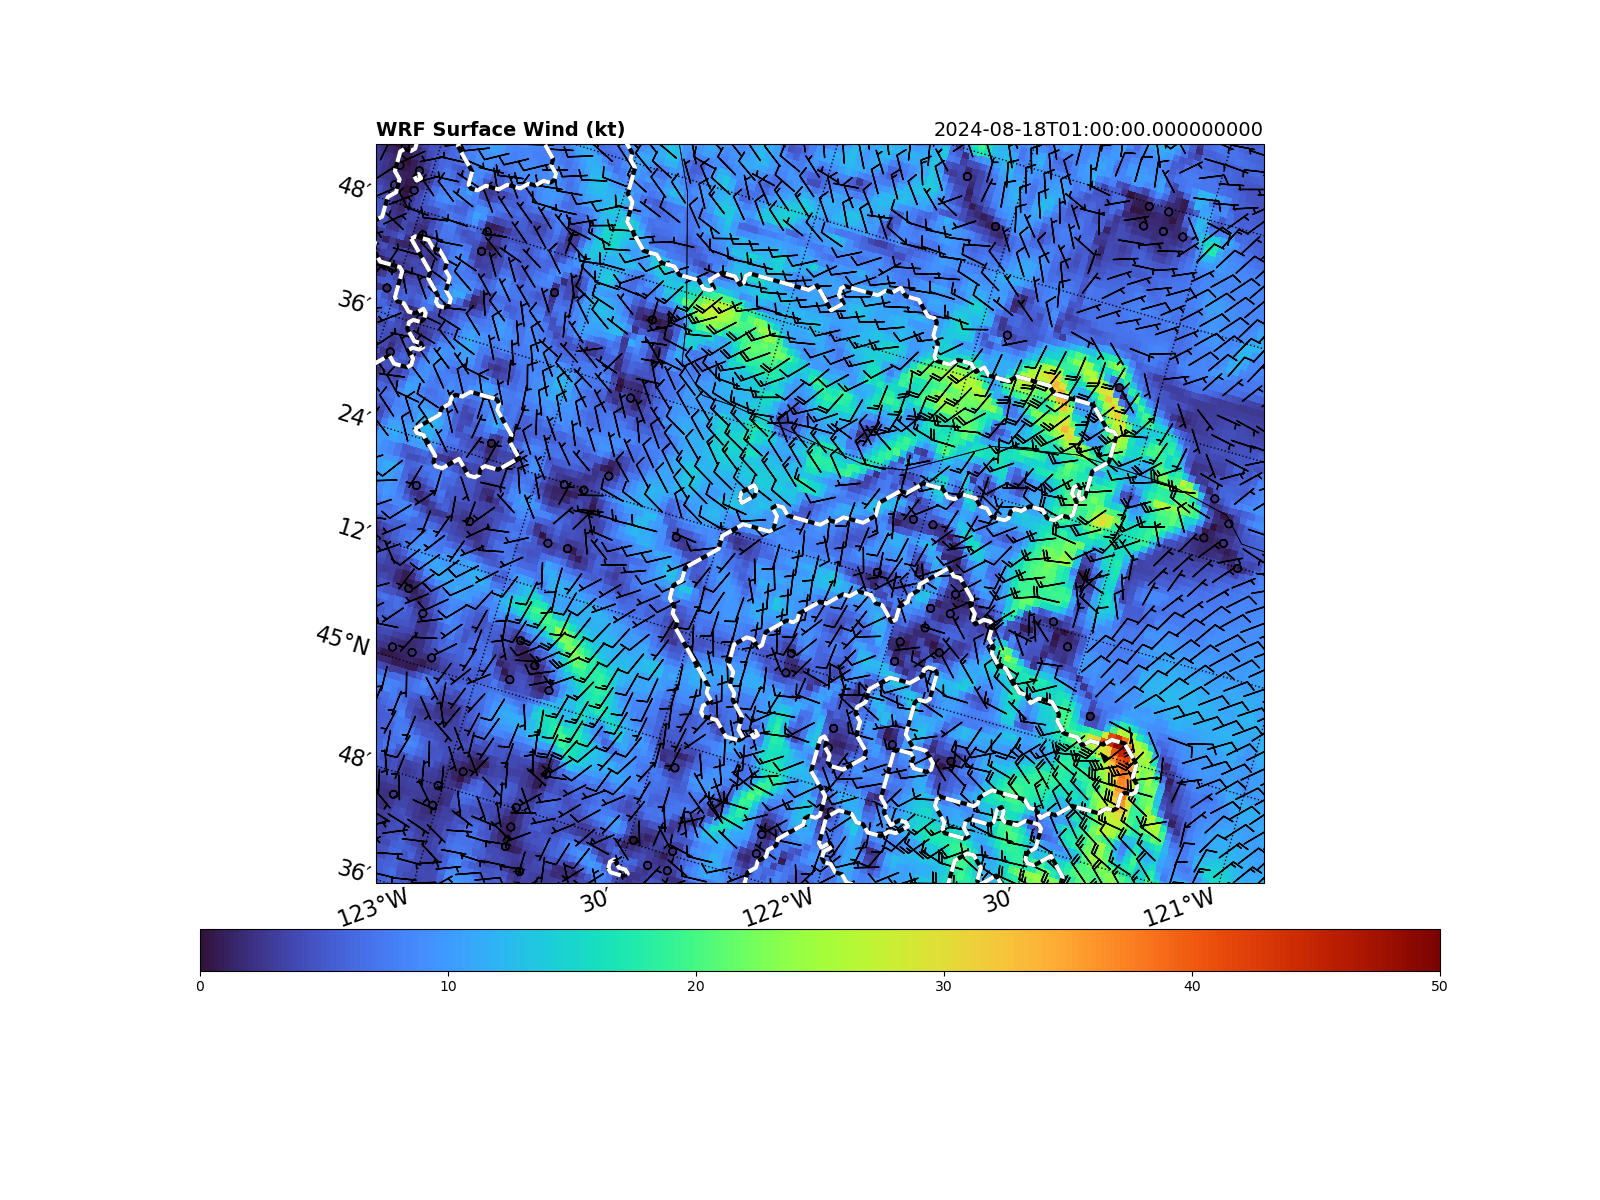 WRF Surface Wind (kt)
2024-08-18T01:00:00.000000000
48′
36′
24′
12′
45°N
48′
36′
123°W
30′
122°W
30′
121°W
0
10
20
30
40
50